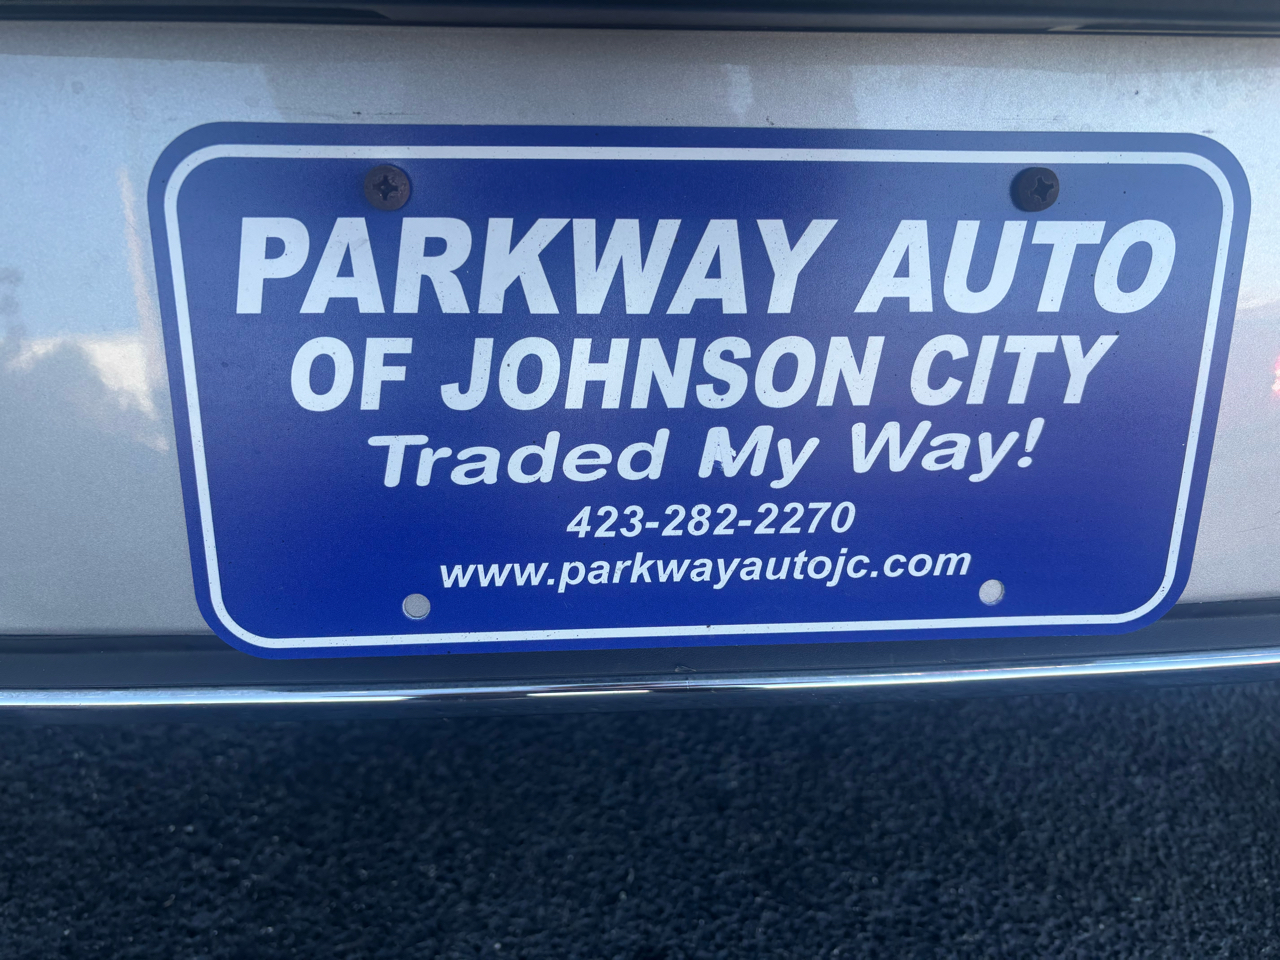 PARKWAY AUTO
OF JOHNSON CITY
Traded My Way!
423-282-2270
www.parkwayautojc.com